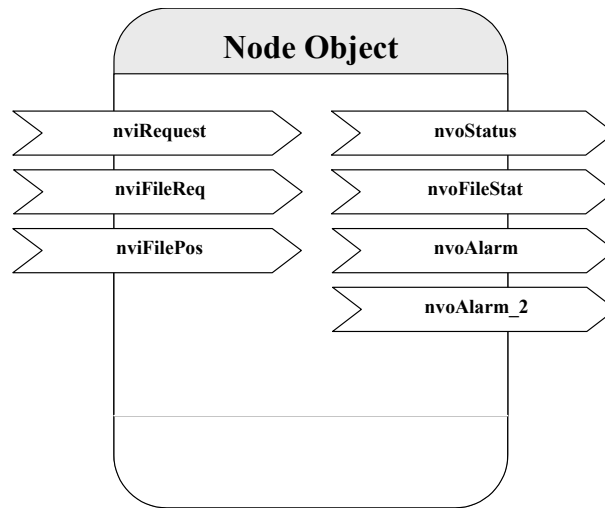 Node Object
nviRequest
nvoStatus
nviFileReq
nvoFileStat
nviFilePos
nvoAlarm
nvoAlarm_2